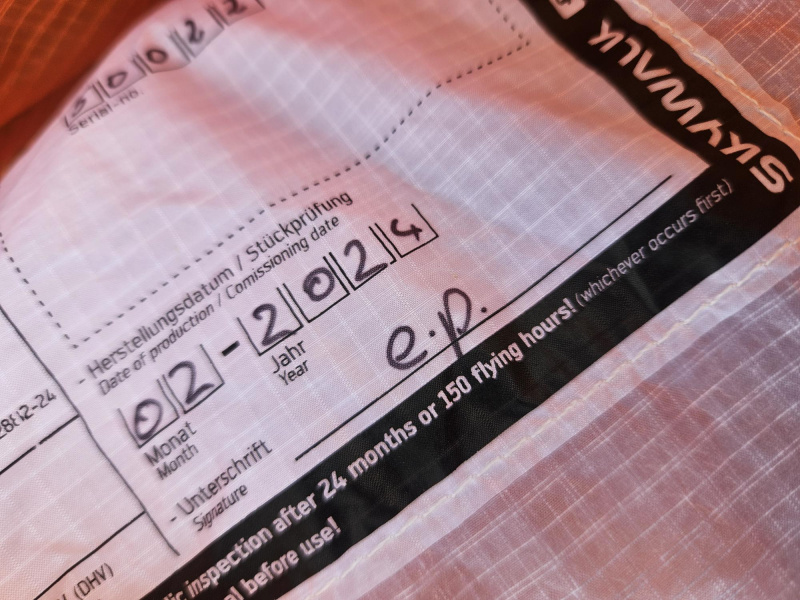 30022
Serial-no.
SKYWALK
- Herstellungsdatum / Stückprüfung
Date of production / Comissioning date
02-2024
Monat Jahr
Month Year
- Unterschrift e.p.
Signature
inspection after 24 months or 150 flying hours! (whichever occurs first)
before use!
(DHV)